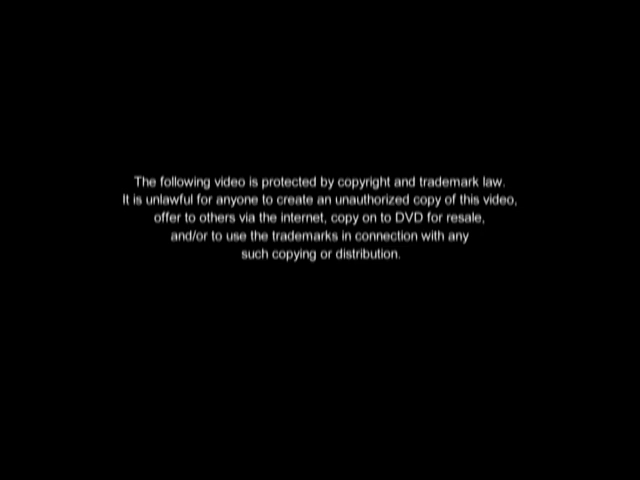 The following video is protected by copyright and trademark law.
It is unlawful for anyone to create an unauthorized copy of this video,
offer to others via the internet, copy on to DVD for resale,
and/or to use the trademarks in connection with any
such copying or distribution.